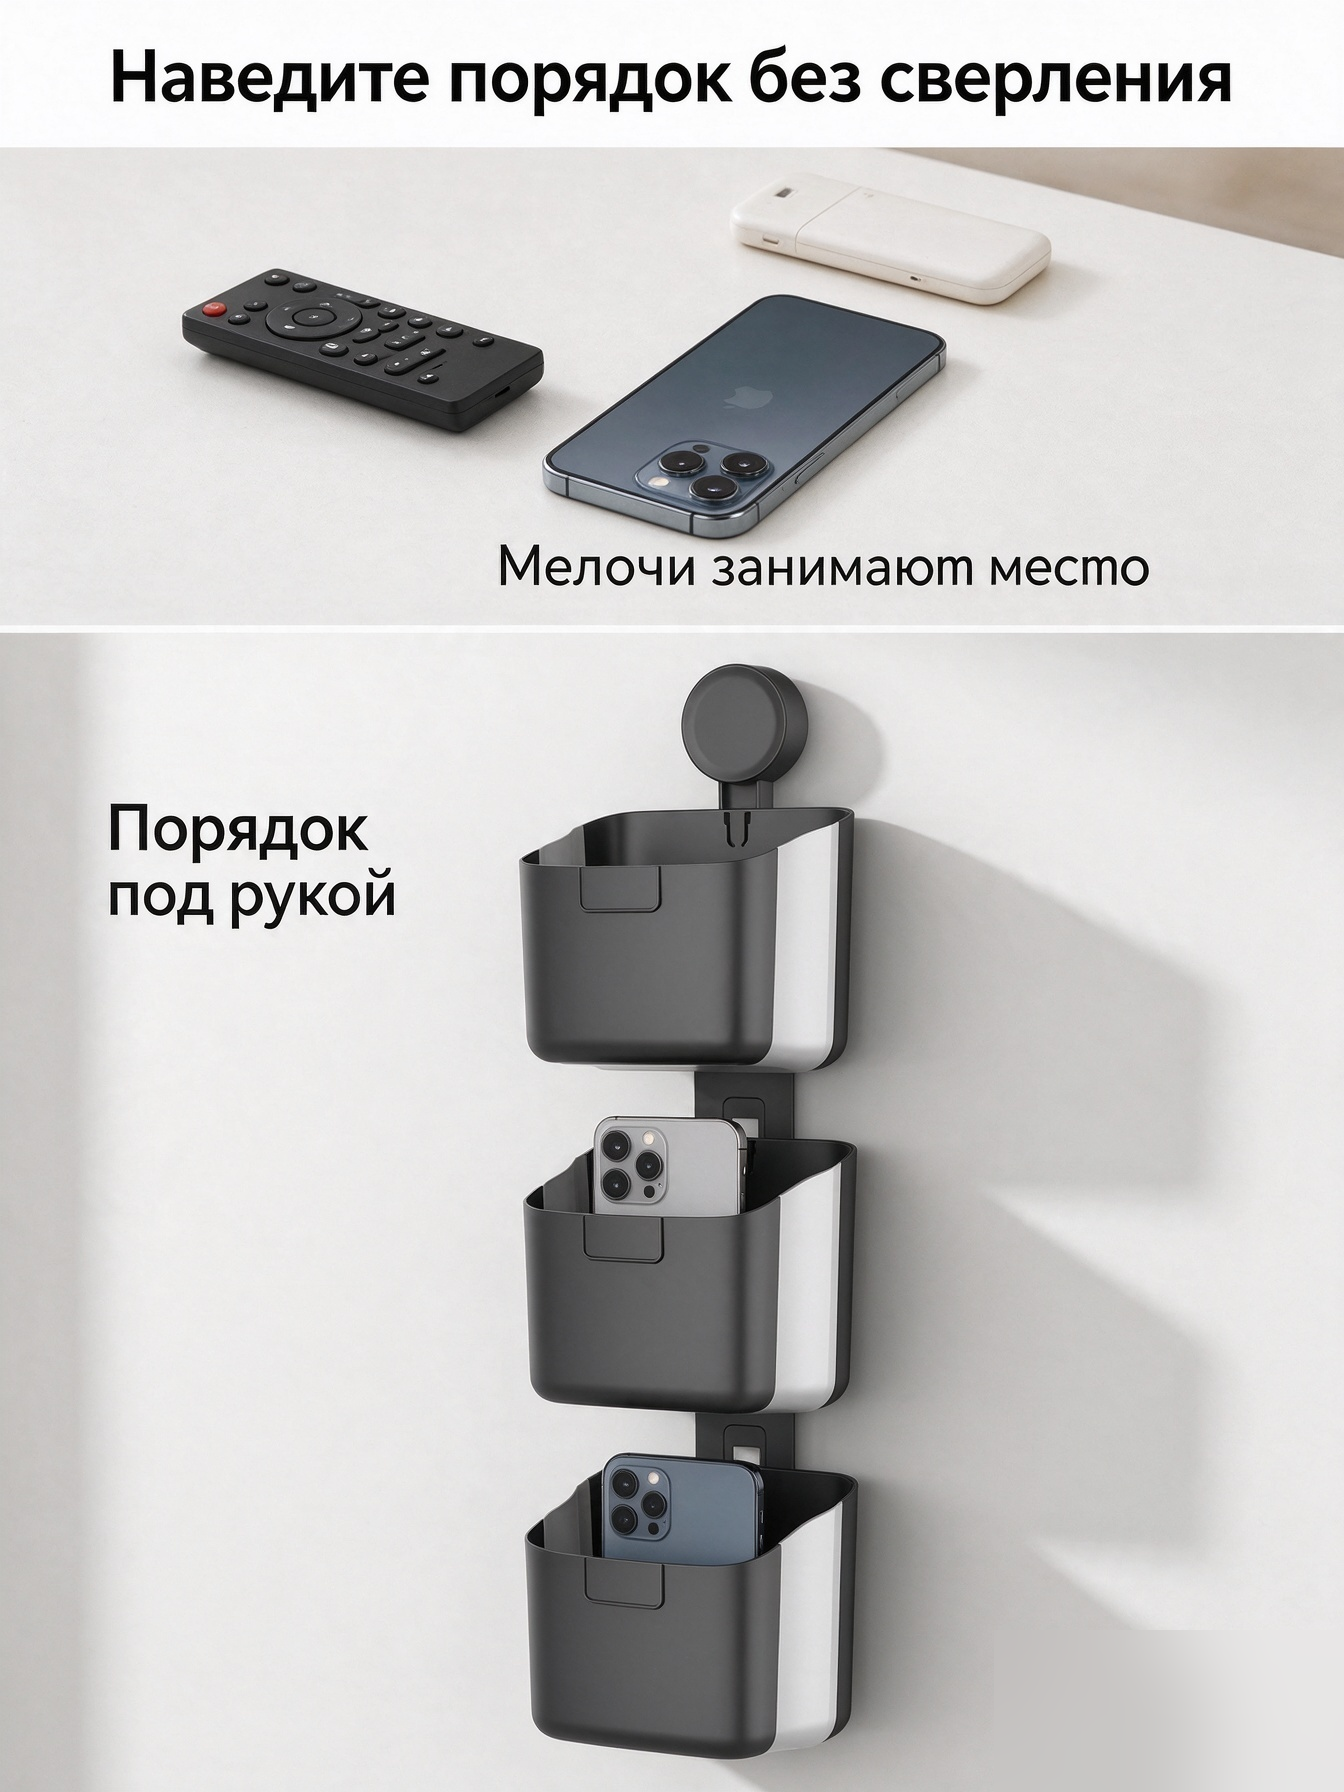 Наведите порядок без сверления
Мелочи занимают место
Порядок
под рукой